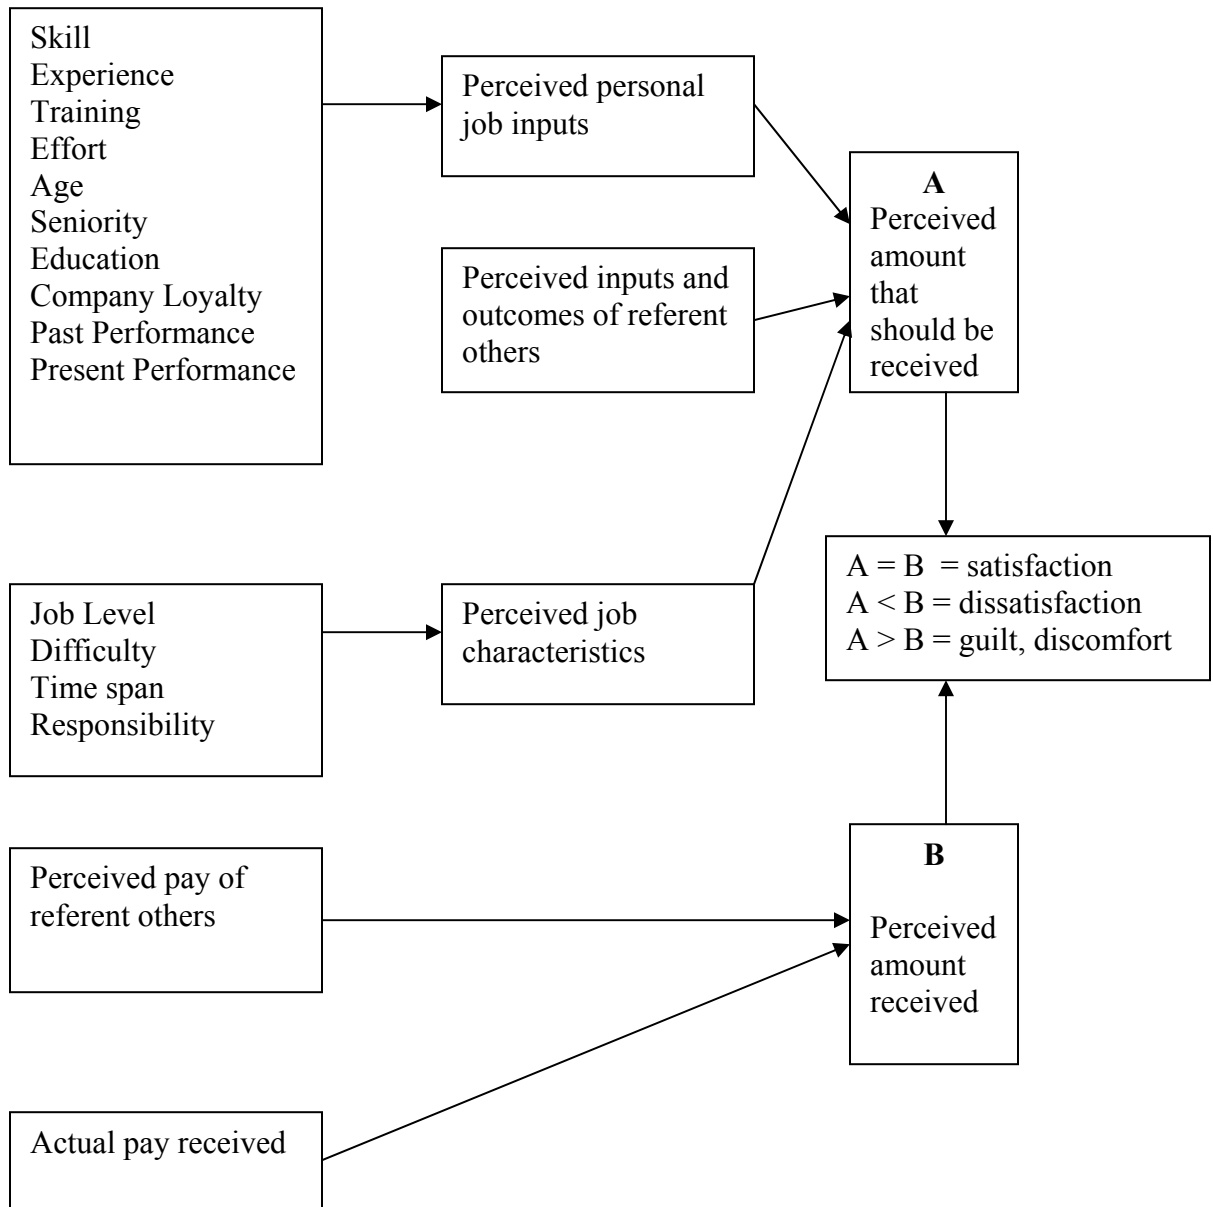 Skill
Experience
Training
Effort
Age
Seniority
Education
Company Loyalty
Past Performance
Present Performance
Perceived personal
job inputs
Perceived inputs and
outcomes of referent
others
A
Perceived
amount
that
should be
received
Job Level
Difficulty
Time span
Responsibility
Perceived job
characteristics
A = B  = satisfaction
A < B = dissatisfaction
A > B = guilt, discomfort
Perceived pay of
referent others
B
Perceived
amount
received
Actual pay received